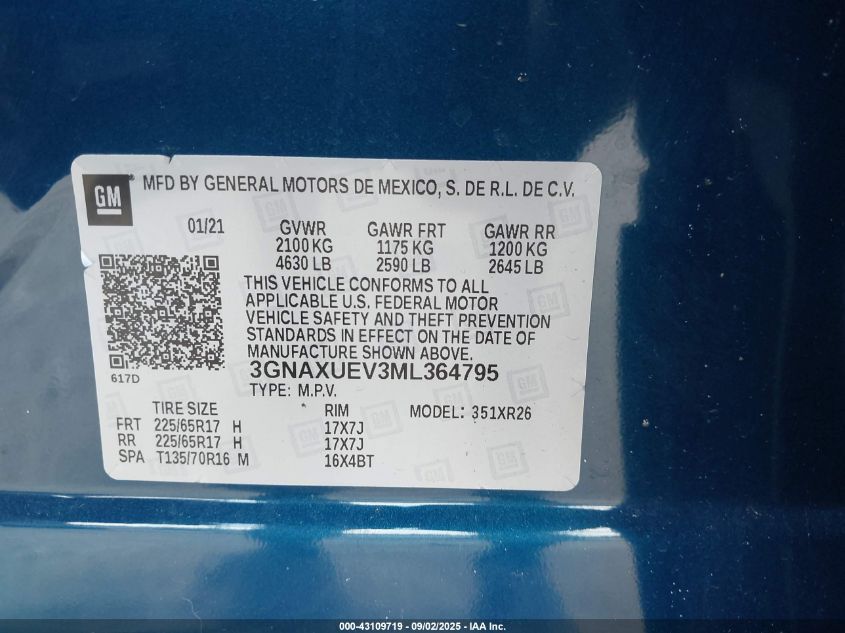 GM
MFD BY GENERAL MOTORS DE MEXICO, S. DE R.L. DE C.V.
01/21 GVWR GAWR FRT GAWR RR
2100 KG 1175 KG 1200 KG
4630 LB 2590 LB 2645 LB
THIS VEHICLE CONFORMS TO ALL
APPLICABLE U.S. FEDERAL MOTOR
VEHICLE SAFETY AND THEFT PREVENTION
STANDARDS IN EFFECT ON THE DATE OF
MANUFACTURE SHOWN ABOVE.
617D
3GNAXUEV3ML364795
TYPE: M.P.V.
TIRE SIZE RIM MODEL: 351XR26
FRT 225/65R17 H 17X7J
RR 225/65R17 H 17X7J
SPA T135/70R16 M 16X4BT
000-43109719 - 09/02/2025 - IAA Inc.